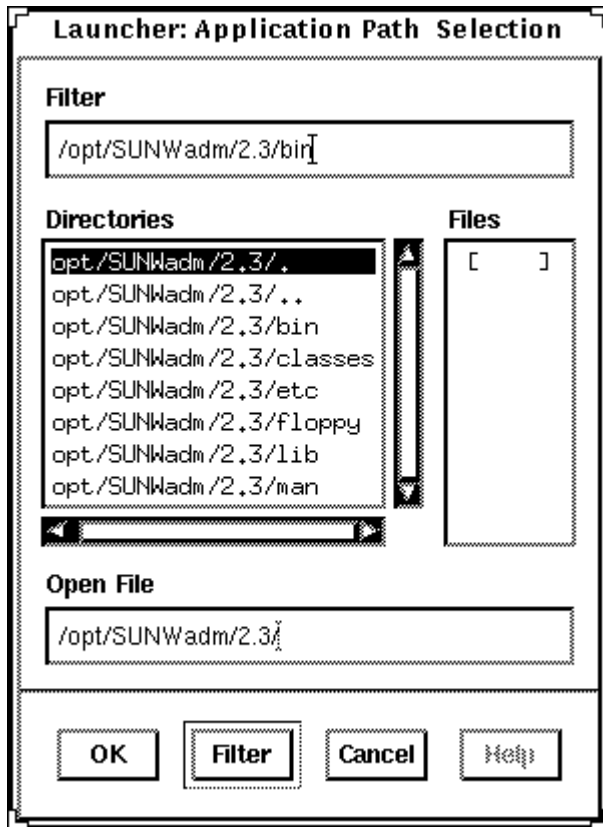 Launcher: Application Path Selection
Filter
/opt/SUNWadm/2.3/bin
Directories
Files
opt/SUNWadm/2.3/.
[ ]
opt/SUNWadm/2.3/..
opt/SUNWadm/2.3/bin
opt/SUNWadm/2.3/classes
opt/SUNWadm/2.3/etc
opt/SUNWadm/2.3/floppy
opt/SUNWadm/2.3/lib
opt/SUNWadm/2.3/man
Open File
/opt/SUNWadm/2.3/
OK Filter Cancel Help